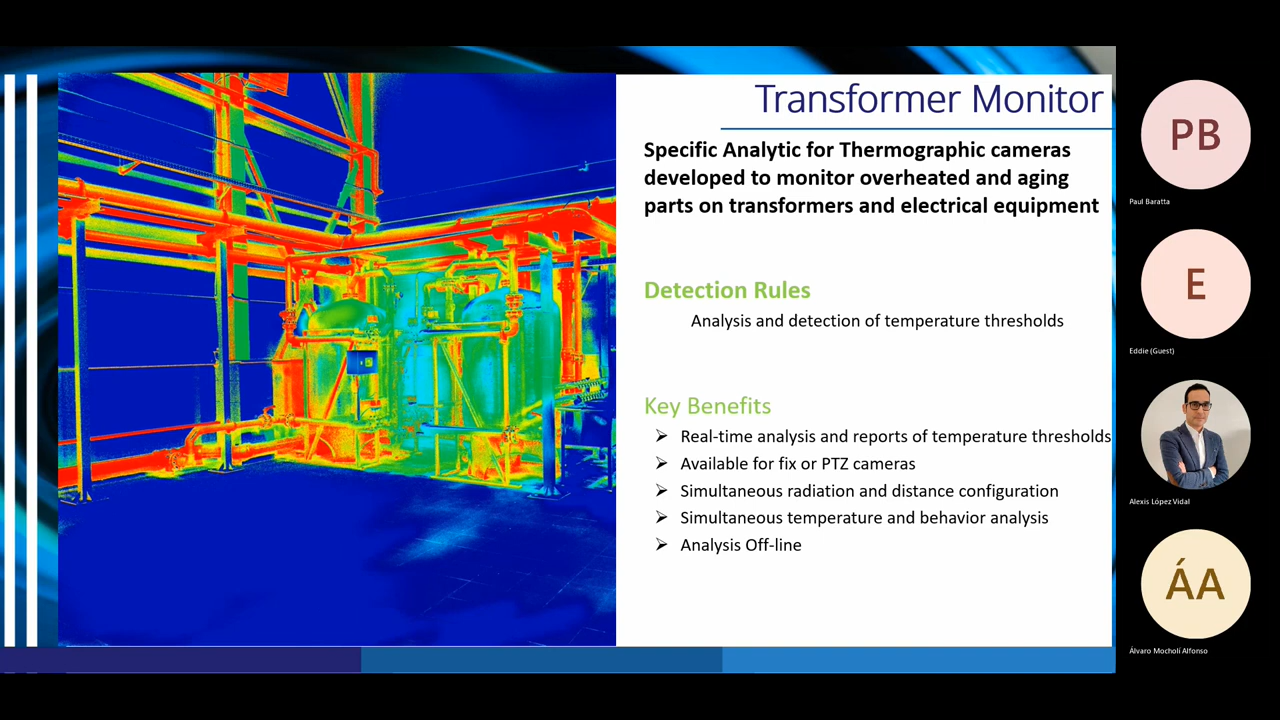 Transformer Monitor
Specific Analytic for Thermographic cameras
developed to monitor overheated and aging
parts on transformers and electrical equipment
Detection Rules
Analysis and detection of temperature thresholds
Key Benefits
➢ Real-time analysis and reports of temperature thresholds
➢ Available for fix or PTZ cameras
➢ Simultaneous radiation and distance configuration
➢ Simultaneous temperature and behavior analysis
➢ Analysis Off-line
PB
Paul Baratta
E
Eddie (Guest)
Alexis López Vidal
ÁA
Álvaro Mocholí Alfonso